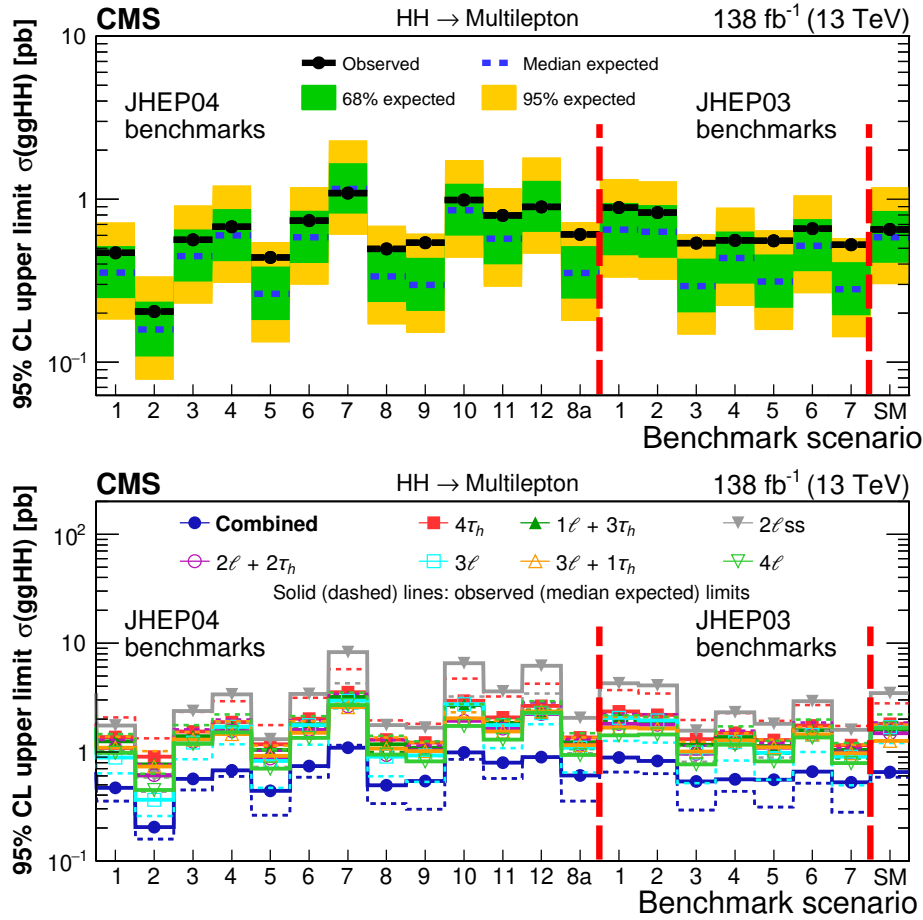 CMS HH → Multilepton 138 fb⁻¹ (13 TeV)
95% CL upper limit σ(ggHH) [pb]
10
1
10⁻¹
Observed Median expected
68% expected 95% expected
JHEP04 benchmarks
JHEP03 benchmarks
1 2 3 4 5 6 7 8 9 10 11 12 8a 1 2 3 4 5 6 7 SM
Benchmark scenario
CMS HH → Multilepton 138 fb⁻¹ (13 TeV)
95% CL upper limit σ(ggHH) [pb]
10²
10
1
10⁻¹
Combined 4τₕ 1ℓ + 3τₕ 2ℓss
2ℓ + 2τₕ 3ℓ 3ℓ + 1τₕ 4ℓ
Solid (dashed) lines: observed (median expected) limits
JHEP04 benchmarks
JHEP03 benchmarks
1 2 3 4 5 6 7 8 9 10 11 12 8a 1 2 3 4 5 6 7 SM
Benchmark scenario